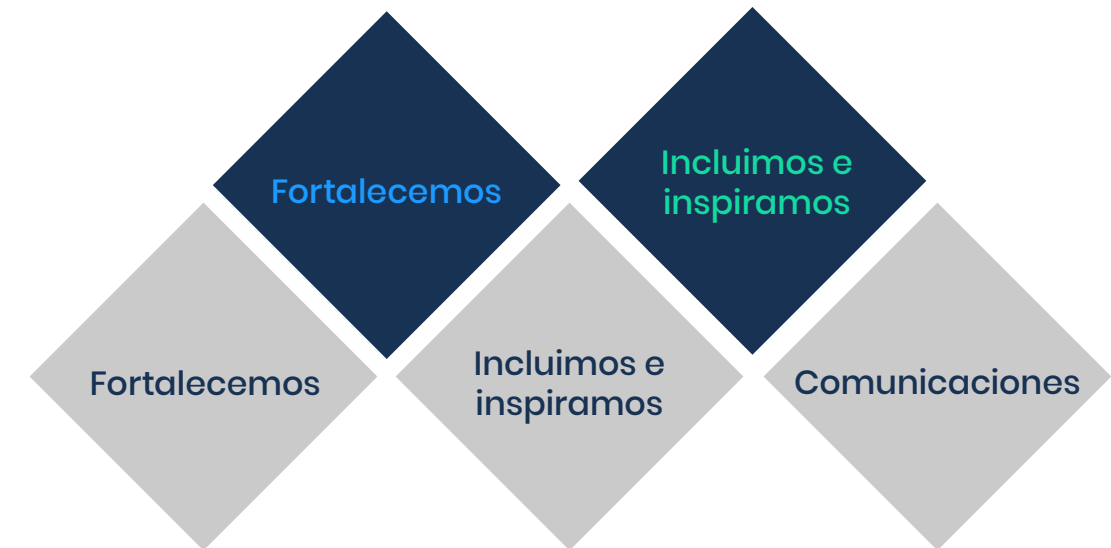 Fortalecemos
Incluimos e
inspiramos
Fortalecemos
Incluimos e
inspiramos
Comunicaciones